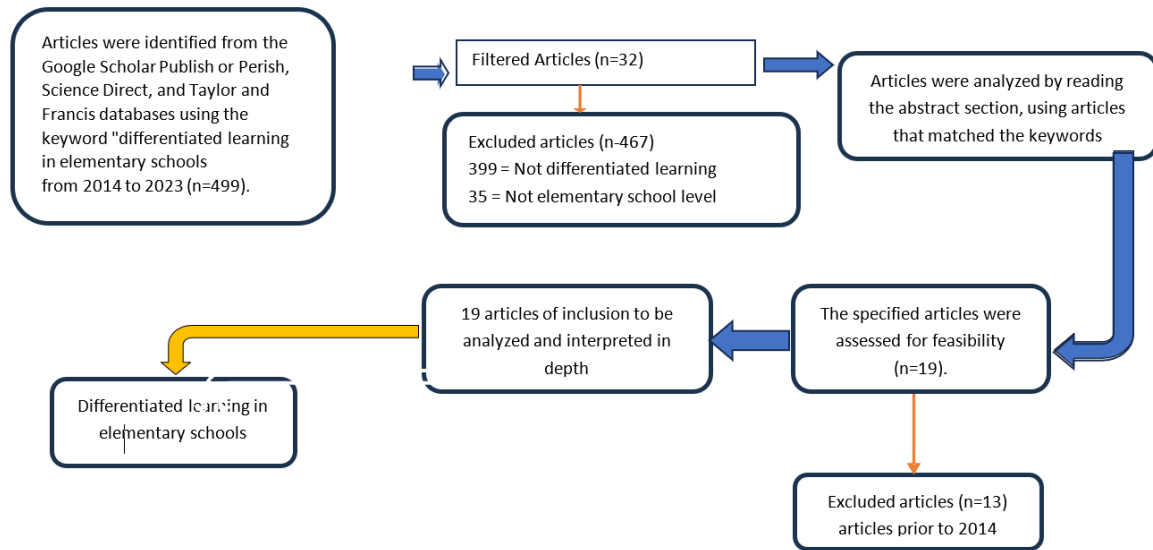 Articles were identified from the
Google Scholar Publish or Perish,
Science Direct, and Taylor and
Francis databases using the
keyword "differentiated learning
in elementary schools
from 2014 to 2023 (n=499).
Filtered Articles (n=32)
Excluded articles (n-467)
399 = Not differentiated learning
35 = Not elementary school level
Articles were analyzed by reading
the abstract section, using articles
that matched the keywords
The specified articles were
assessed for feasibility
(n=19).
Excluded articles (n=13)
articles prior to 2014
19 articles of inclusion to be
analyzed and interpreted in
depth
Differentiated learning in
elementary schools